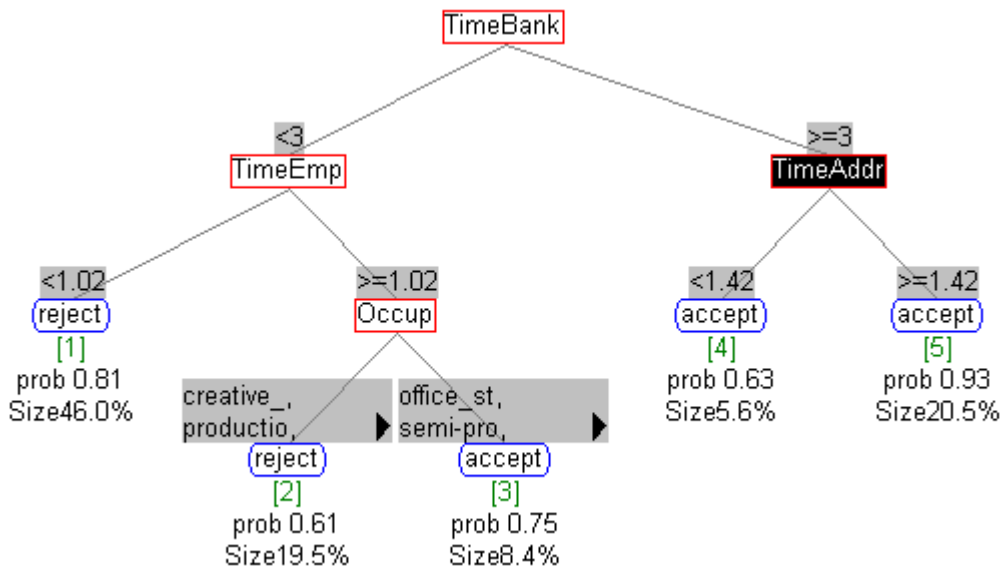 TimeBank
<3
>=3
TimeEmp
TimeAddr
<1.02
>=1.02
<1.42
>=1.42
reject
Occup
accept
accept
[1]
[4]
[5]
prob 0.81
prob 0.63
prob 0.93
Size46.0%
Size5.6%
Size20.5%
creative_,
productio,
office_st,
semi-pro,
reject
accept
[2]
[3]
prob 0.61
prob 0.75
Size19.5%
Size8.4%